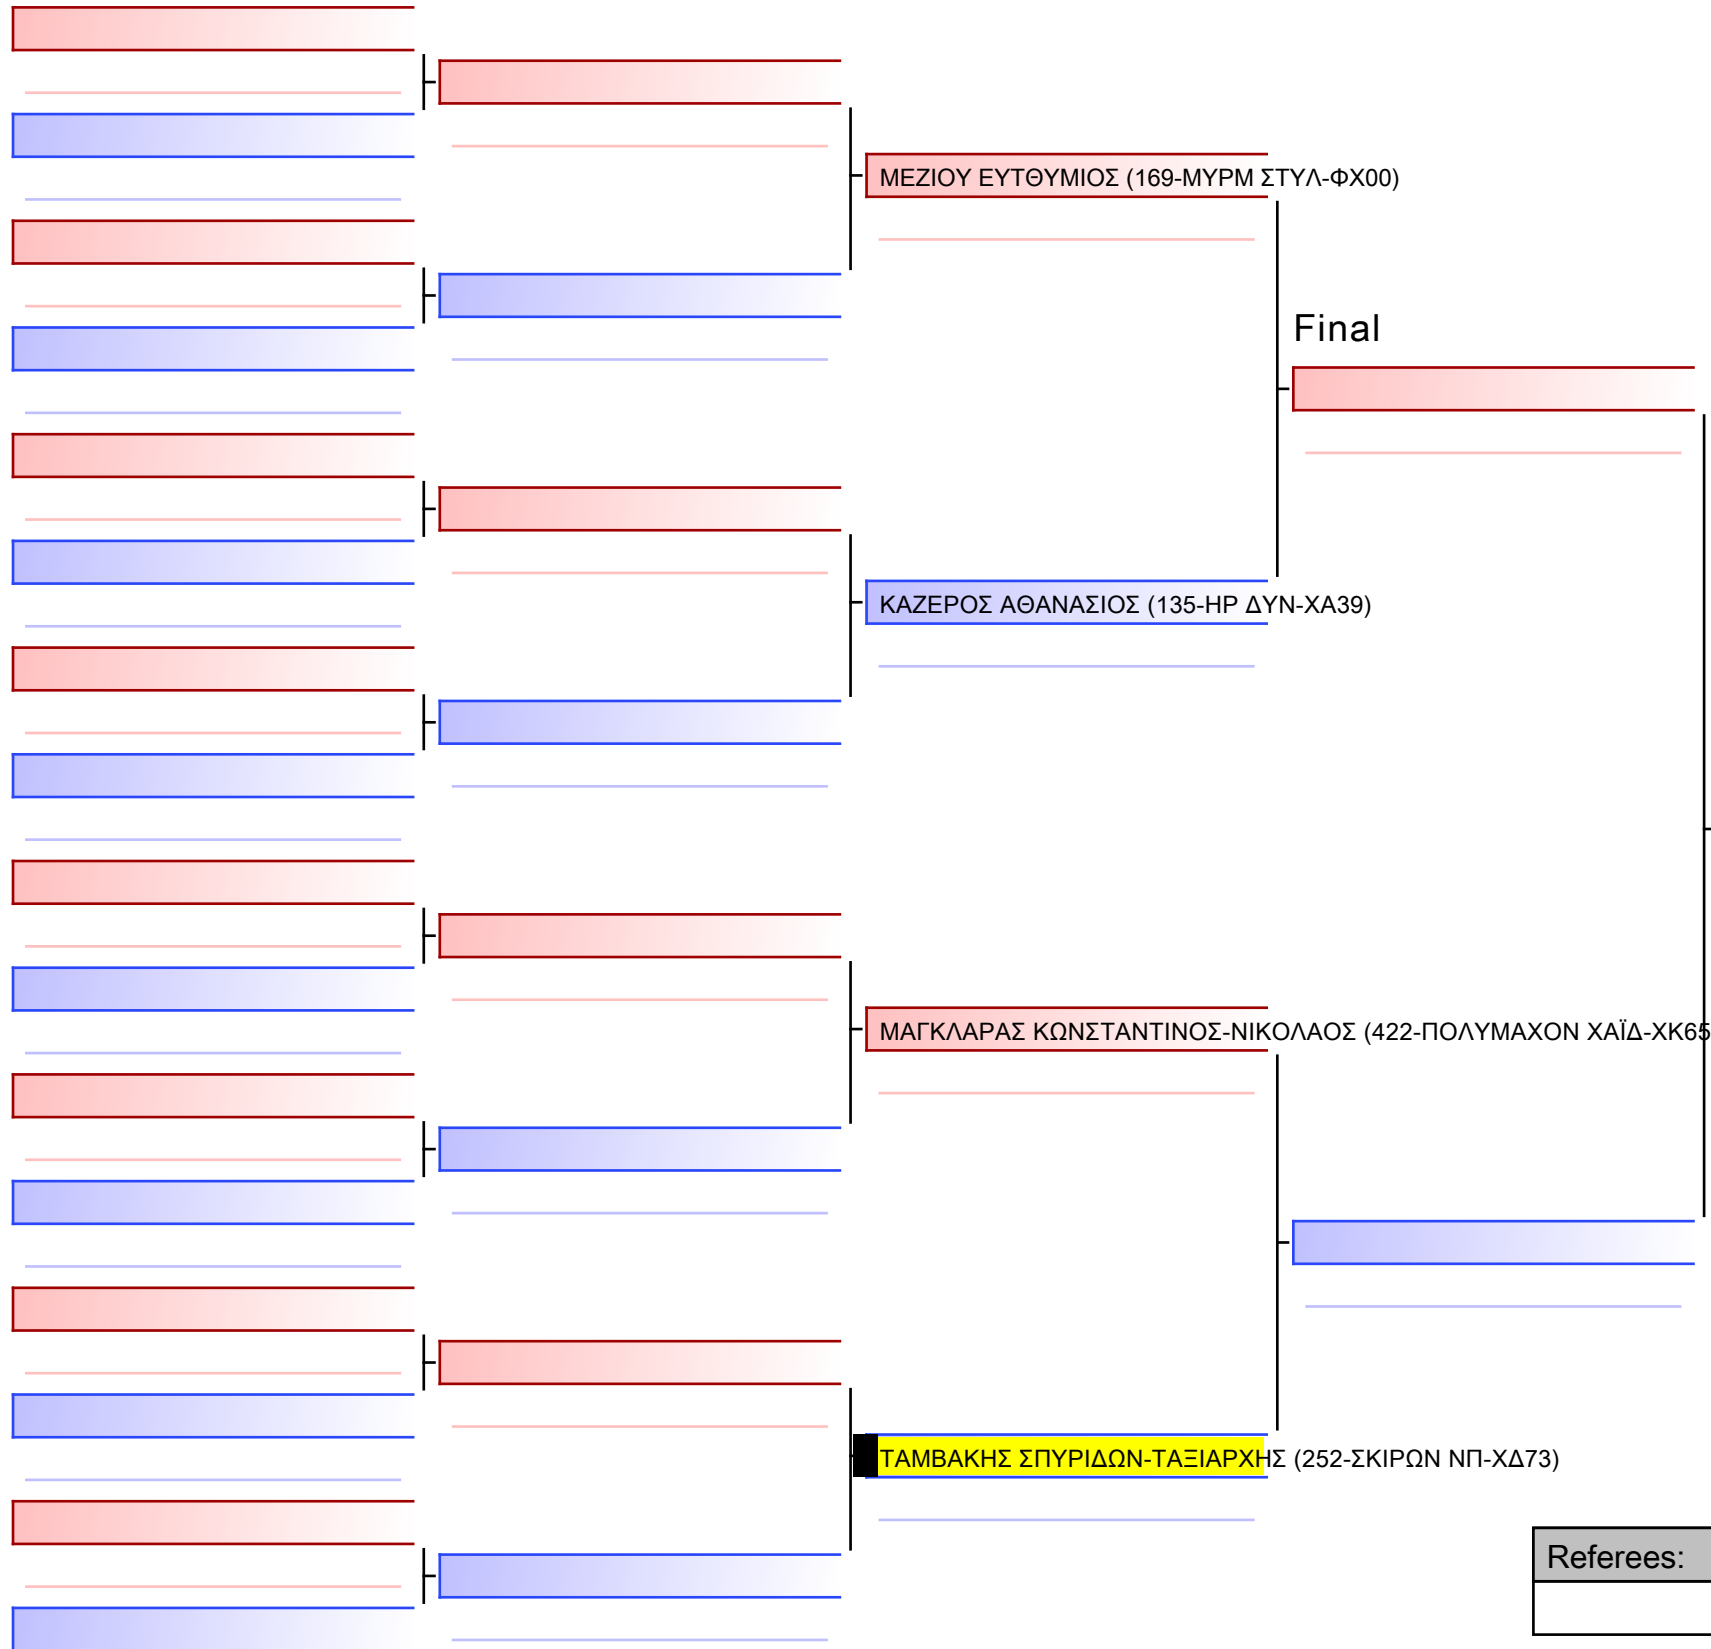 ΜΕΖΙΟΥ ΕΥΤΘΥΜΙΟΣ (169-ΜΥΡΜ ΣΤΥΛ-ΦΧ00)
Final
ΚΑΖΕΡΟΣ ΑΘΑΝΑΣΙΟΣ (135-ΗΡ ΔΥΝ-ΧΑ39)
ΜΑΓΚΛΑΡΑΣ ΚΩΝΣΤΑΝΤΙΝΟΣ-ΝΙΚΟΛΑΟΣ (422-ΠΟΛΥΜΑΧΟΝ ΧΑΪΔ-ΧΚ65
ΤΑΜΒΑΚΗΣ ΣΠΥΡΙΔΩΝ-ΤΑΞΙΑΡΧΗΣ (252-ΣΚΙΡΩΝ ΝΠ-ΧΔ73)
Referees: